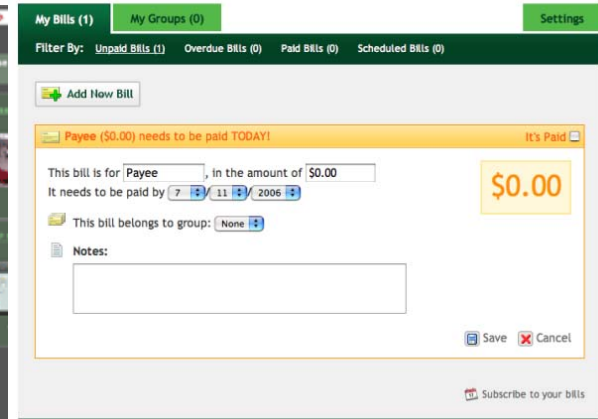 My Bills (1) My Groups (0) Settings
Filter By: Unpaid Bills (1) Overdue Bills (0) Paid Bills (0) Scheduled Bills (0)
Add New Bill
Payee ($0.00) needs to be paid TODAY! It's Paid
This bill is for Payee , in the amount of $0.00
$0.00
It needs to be paid by 7 / 11 / 2006
This bill belongs to group: None
Notes:
Save Cancel
Subscribe to your bills